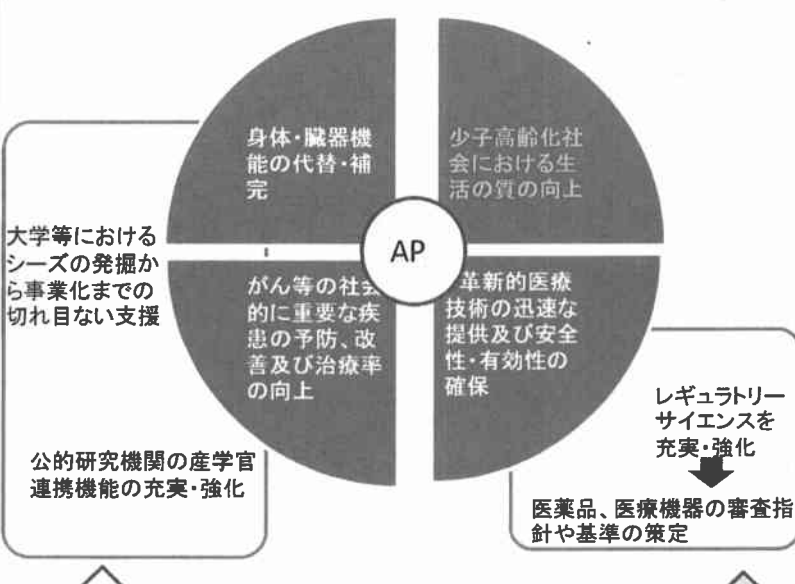 身体・臓器機
能の代替・補
完
少子高齢化社
会における生
活の質の向上
AP
大学等における
シーズの発掘か
ら事業化までの
切れ目ない支援
がん等の社会
的に重要な疾
患の予防、改
善及び治療率
の向上
革新的医療
技術の迅速な
提供及び安全
性・有効性の
確保
公的研究機関の産学官
連携機能の充実・強化
レギュラトリー
サイエンスを
充実・強化
医薬品、医療機器の審査指
針や基準の策定